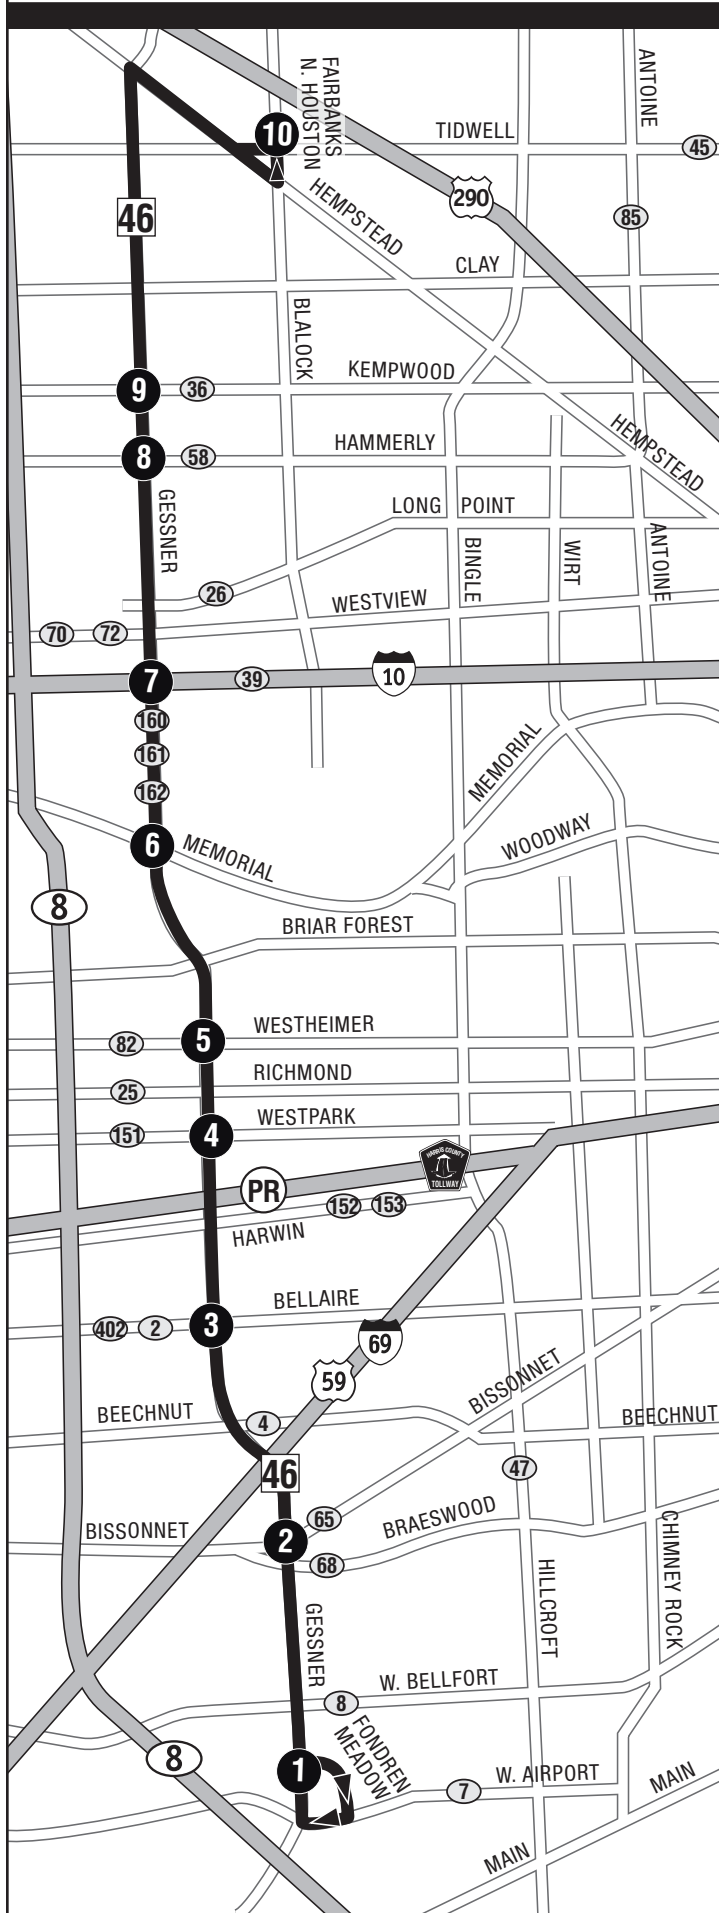 FAIRBANKS
N. HOUSTON
ANTOINE
10
TIDWELL
45
46
HEMPSTEAD
290
85
CLAY
BLALOCK
KEMPWOOD
9
36
HAMMERLY
HEMPSTEAD
8
58
GESSNER
LONG POINT
BINGLE
WIRT
ANTOINE
26
WESTVIEW
70
72
7
39
10
160
161
162
MEMORIAL
6
MEMORIAL
WOODWAY
8
BRIAR FOREST
82
5
WESTHEIMER
25
RICHMOND
151
4
WESTPARK
HARRIS COUNTY
TOLLWAY
PR
152
153
HARWIN
BELLAIRE
402
2
3
69
59
BISSONNET
BEECHNUT
4
BEECHNUT
46
47
65
BRAESWOOD
BISSONNET
2
68
CHIMNEY ROCK
HILLCROFT
GESSNER
W. BELLFORT
8
FONDREN
MEADOW
8
1
W. AIRPORT
7
MAIN
MAIN